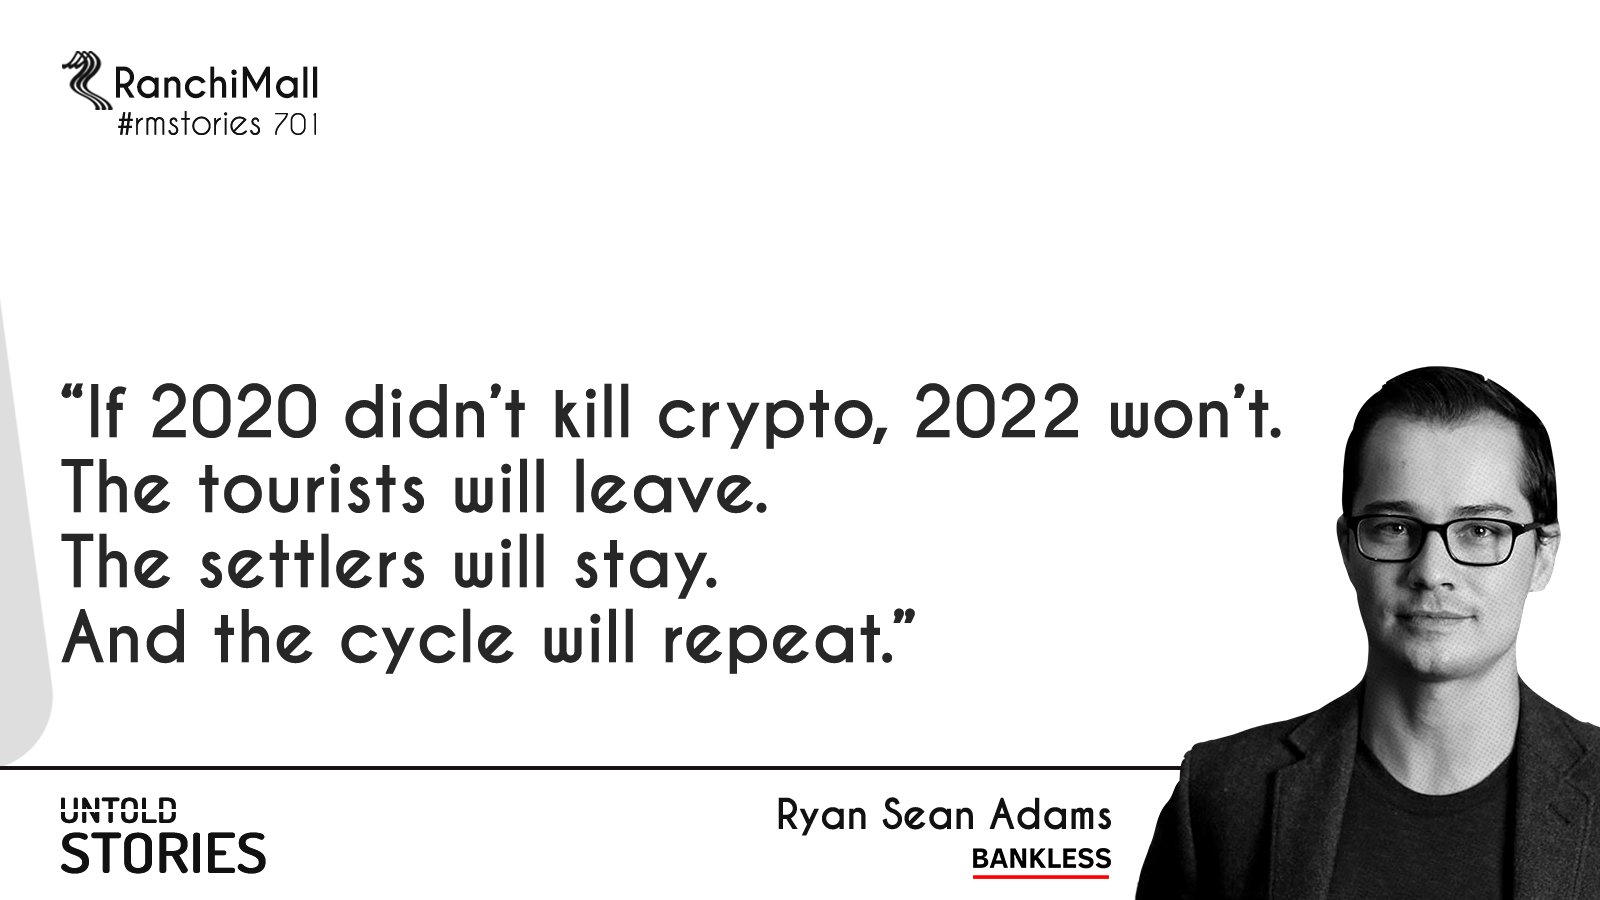 RanchiMall
#rmstories 701
“If 2020 didn’t kill crypto, 2022 won’t.
The tourists will leave.
The settlers will stay.
And the cycle will repeat.”
UNTOLD
STORIES
Ryan Sean Adams
BANKLESS